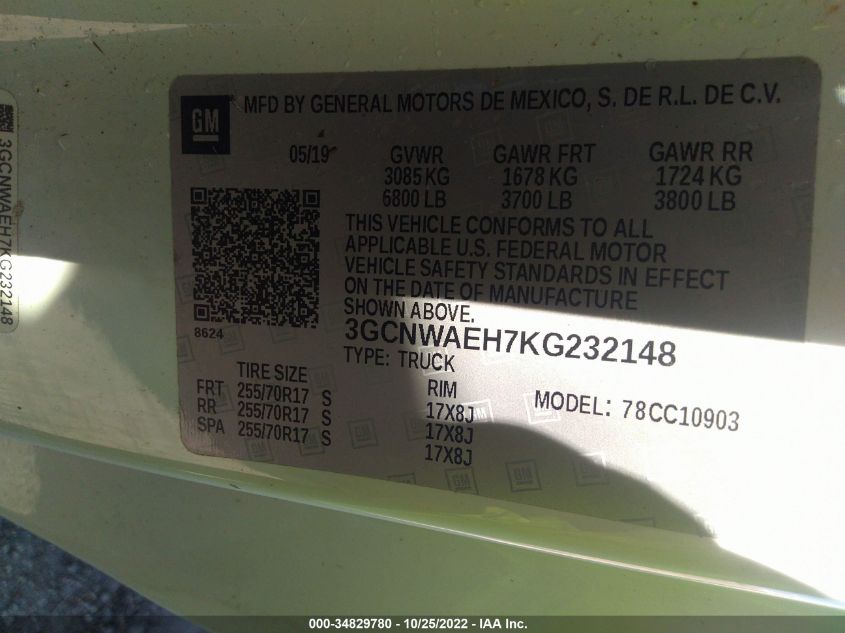 GM
MFD BY GENERAL MOTORS DE MEXICO, S. DE R.L. DE C.V.
05/19 GVWR GAWR FRT GAWR RR
3085 KG 1678 KG 1724 KG
6800 LB 3700 LB 3800 LB
THIS VEHICLE CONFORMS TO ALL
APPLICABLE U.S. FEDERAL MOTOR
VEHICLE SAFETY STANDARDS IN EFFECT
ON THE DATE OF MANUFACTURE
SHOWN ABOVE.
8624
3GCNWAEH7KG232148
TYPE: TRUCK
TIRE SIZE RIM MODEL: 78CC10903
FRT 255/70R17 S 17X8J
RR 255/70R17 S 17X8J
SPA 255/70R17 S 17X8J
3GCNWAEH7KG232148
000-34829780 - 10/25/2022 - IAA Inc.